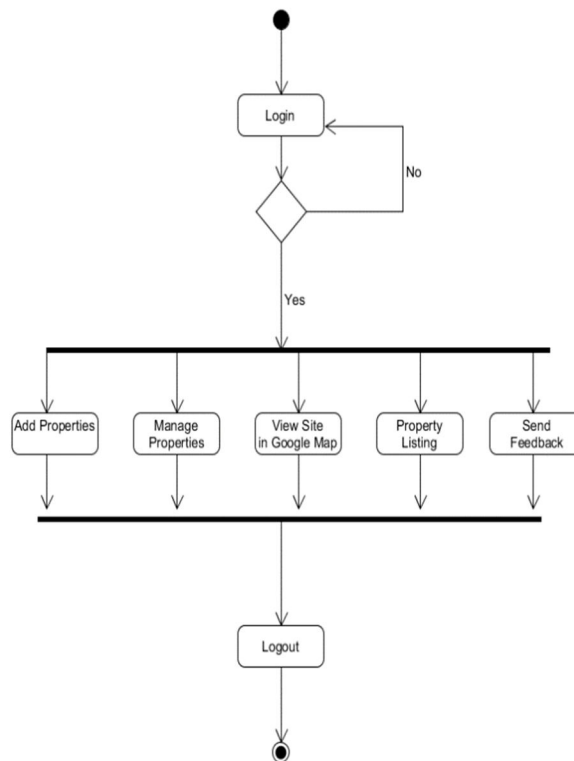 Login
No
Yes
Add Properties
Manage
Properties
View Site
in Google Map
Property
Listing
Send
Feedback
Logout